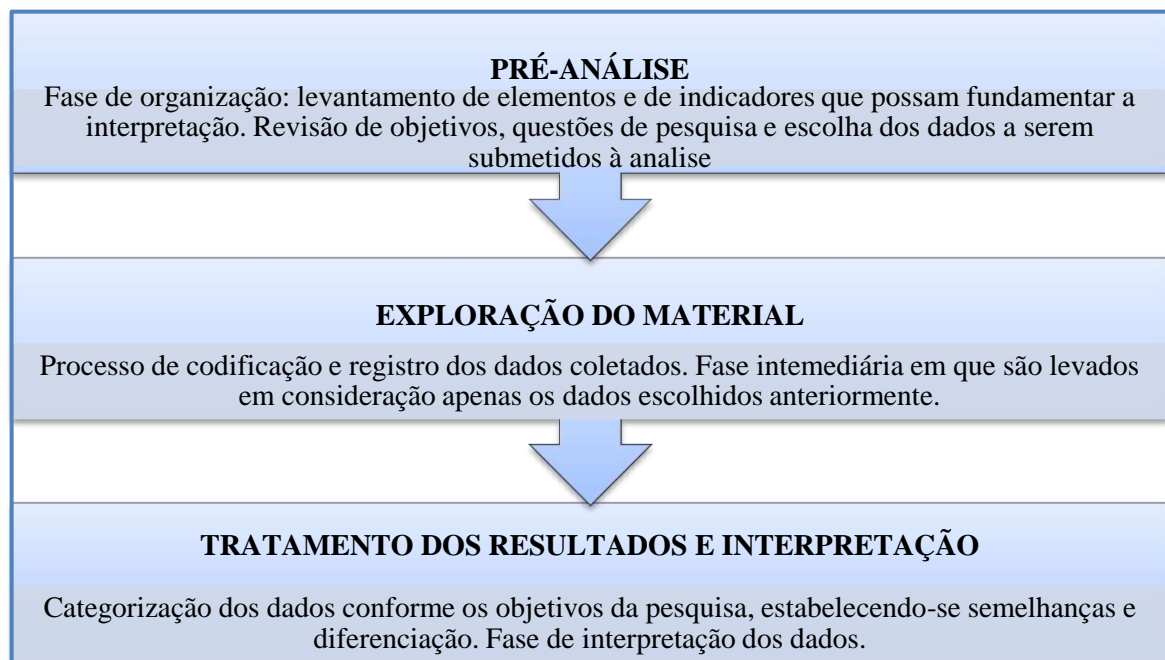 PRÉ-ANÁLISE
Fase de organização: levantamento de elementos e de indicadores que possam fundamentar a
interpretação. Revisão de objetivos, questões de pesquisa e escolha dos dados a serem
submetidos à analise
EXPLORAÇÃO DO MATERIAL
Processo de codificação e registro dos dados coletados. Fase intemediária em que são levados
em consideração apenas os dados escolhidos anteriormente.
TRATAMENTO DOS RESULTADOS E INTERPRETAÇÃO
Categorização dos dados conforme os objetivos da pesquisa, estabelecendo-se semelhanças e
diferenciação. Fase de interpretação dos dados.